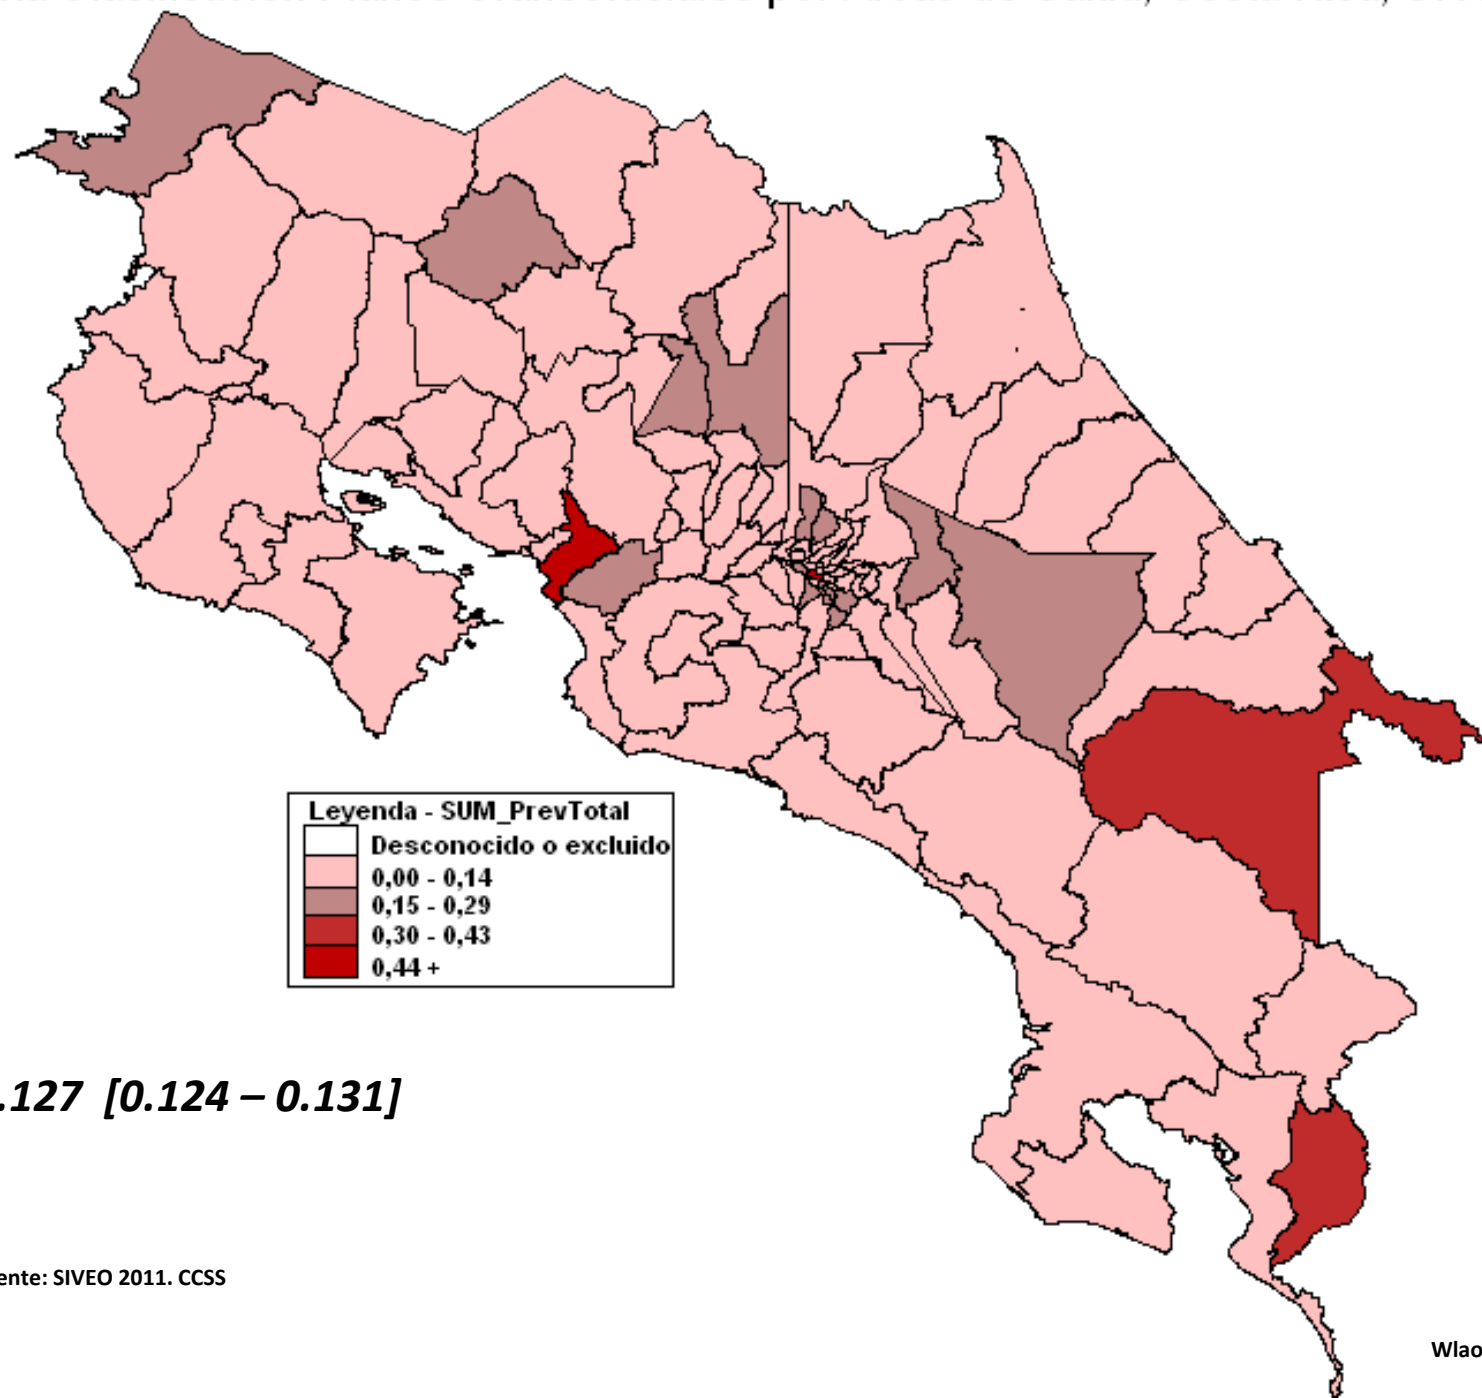 Leyenda - SUM_PrevTotal
Desconocido o excluido
0,00 - 0,14
0,15 - 0,29
0,30 - 0,43
0,44 +
.127 [0.124 – 0.131]
ente: SIVEO 2011. CCSS
Wlao